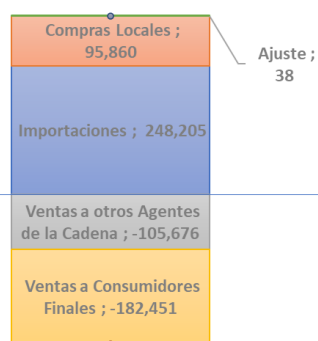 Compras Locales ;
95,860
Ajuste ;
38
Importaciones ; 248,205
Ventas a otros Agentes
de la Cadena ; -105,676
Ventas a Consumidores
Finales ; -182,451